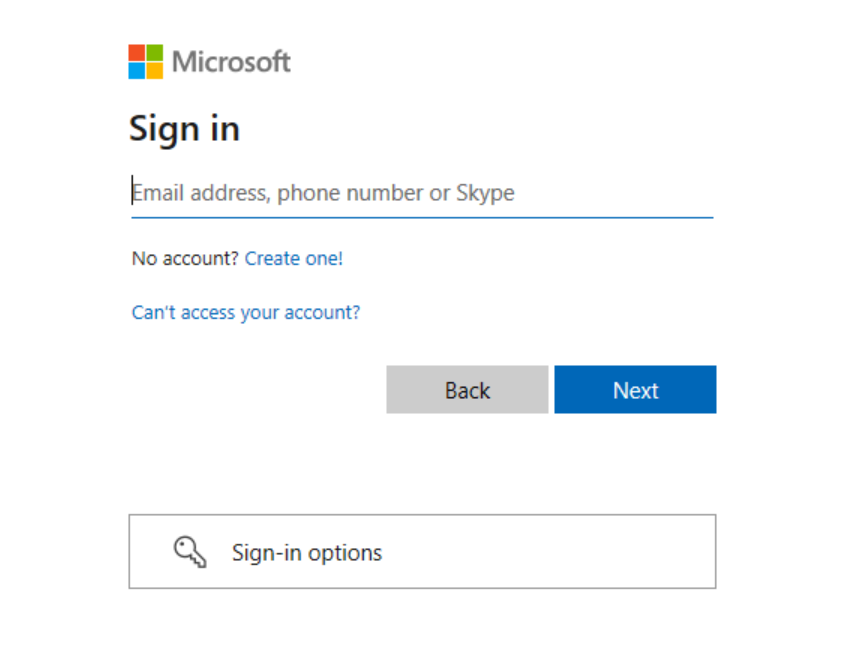 Microsoft
Sign in
Email address, phone number or Skype
No account? Create one!
Can't access your account?
Back
Next
Sign-in options